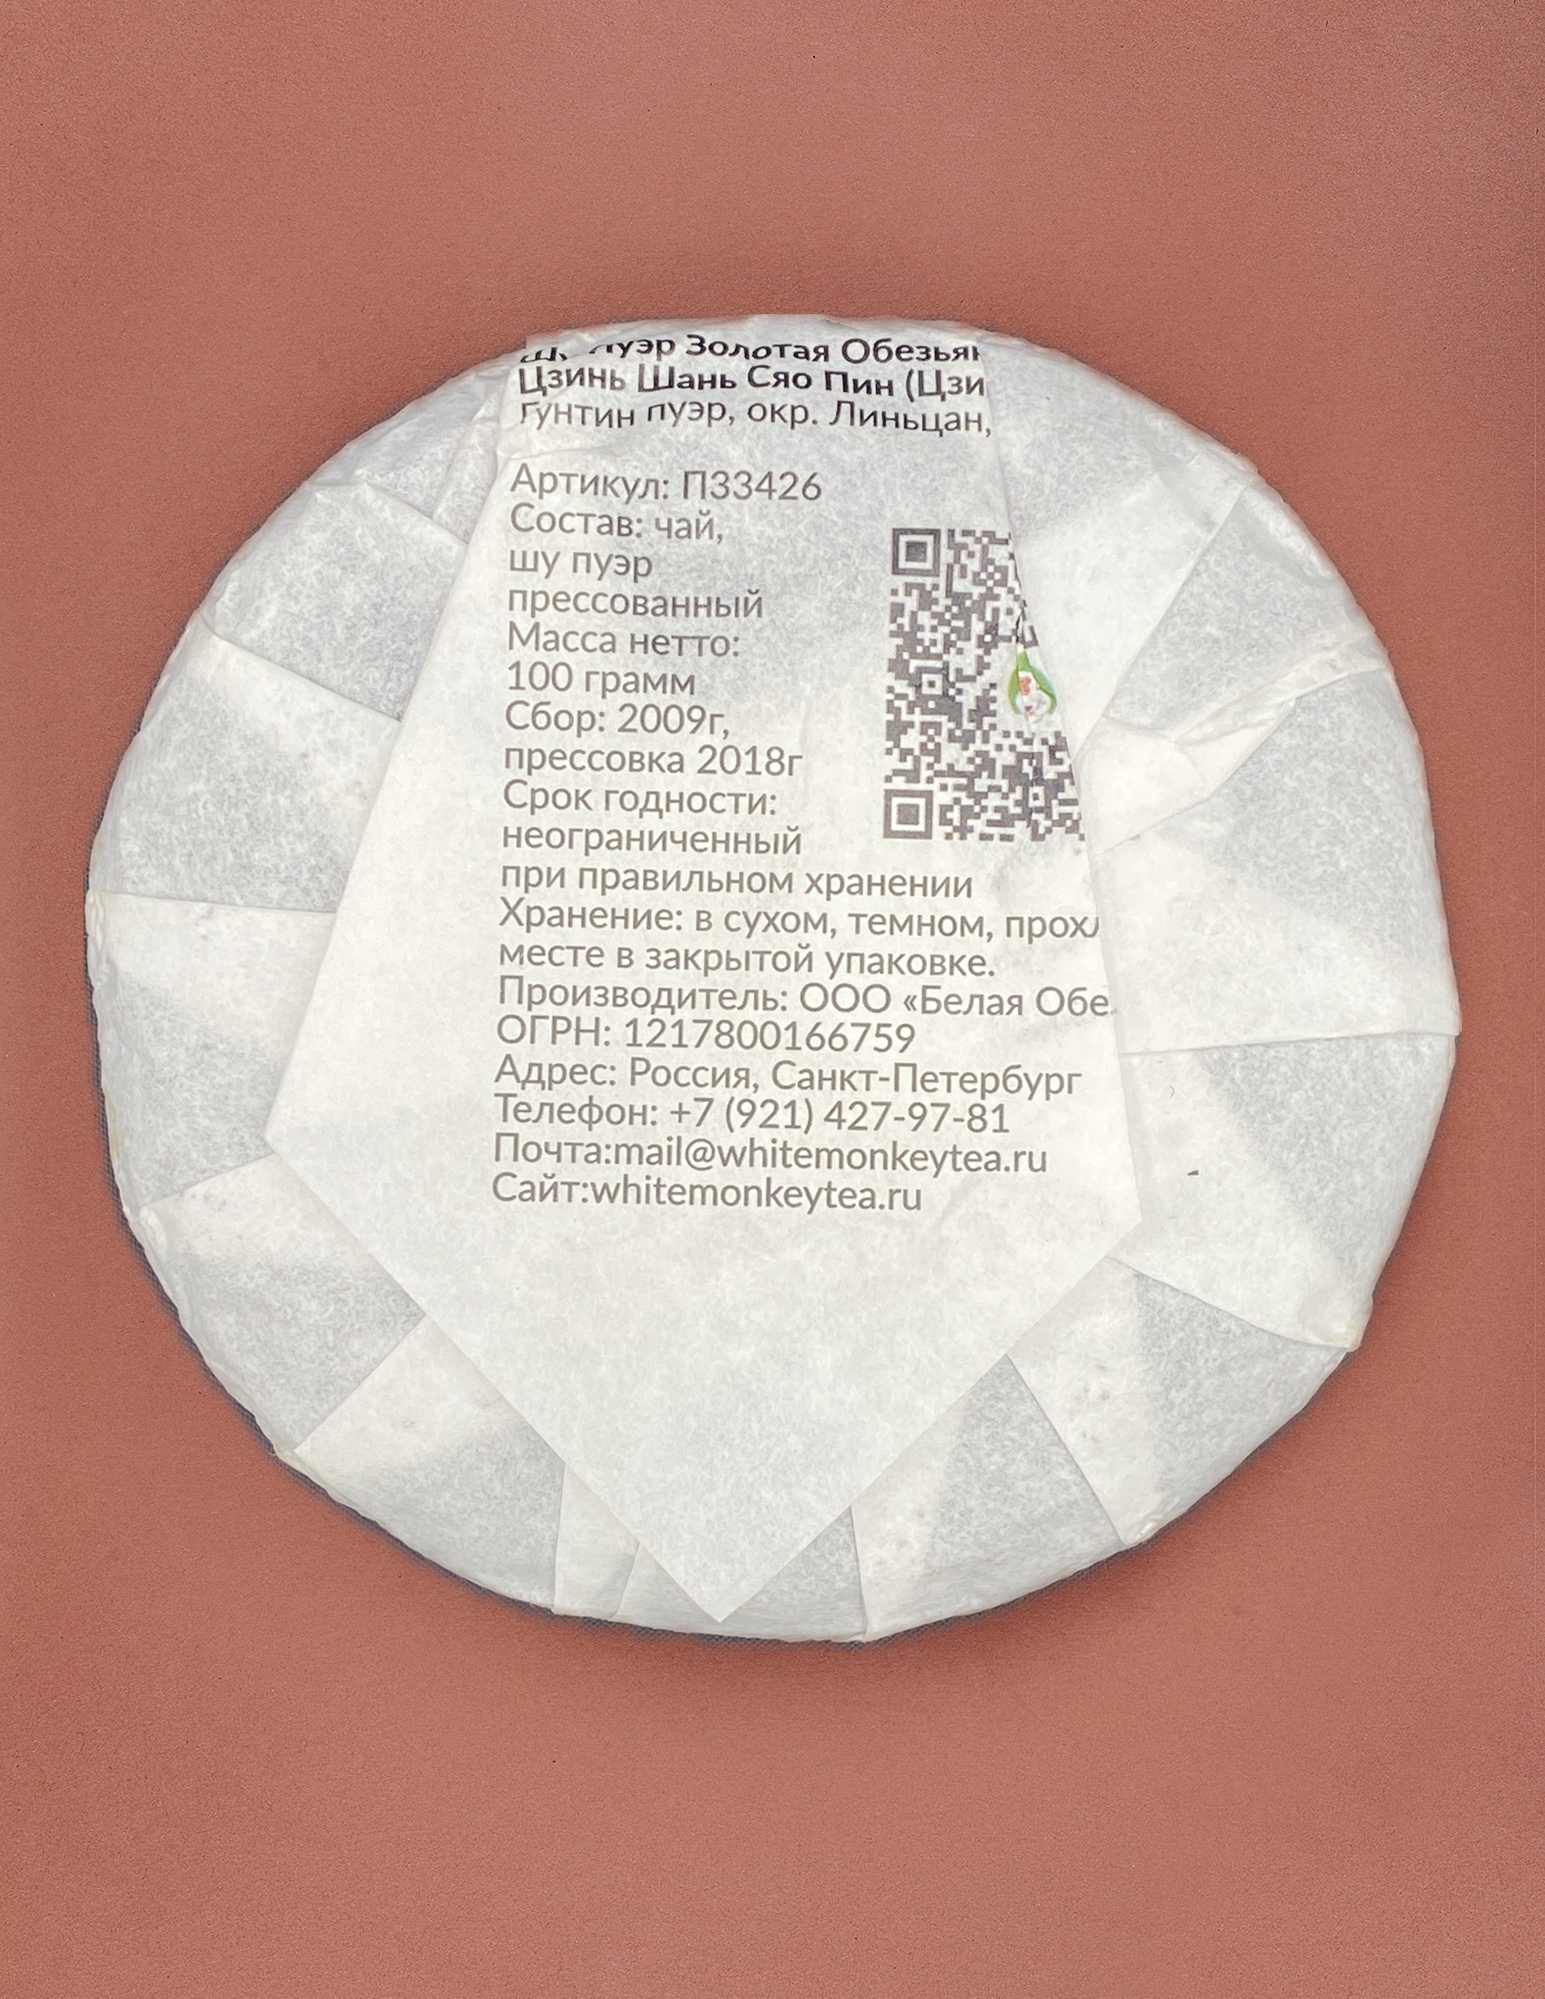 пуэр Золотая
Цзинь Шань Сяо Пин
Гунтин пуэр, окр. Линьцан,
Артикул: П33426
Состав: чай,
шу пуэр
прессованный
Масса нетто:
100 грамм
Сбор: 2009г,
прессовка 2018г
Срок годности:
неограниченный
при правильном хранении
Хранение: в сухом, темном,
месте в закрытой упаковке.
Производитель: ООО «Белая
ОГРН: 1217800166759
Адрес: Россия, Санкт-Петербург
Телефон: +7 (921) 427-97-81
Почта:mail@whitemonkeytea.ru
Сайт:whitemonkeytea.ru